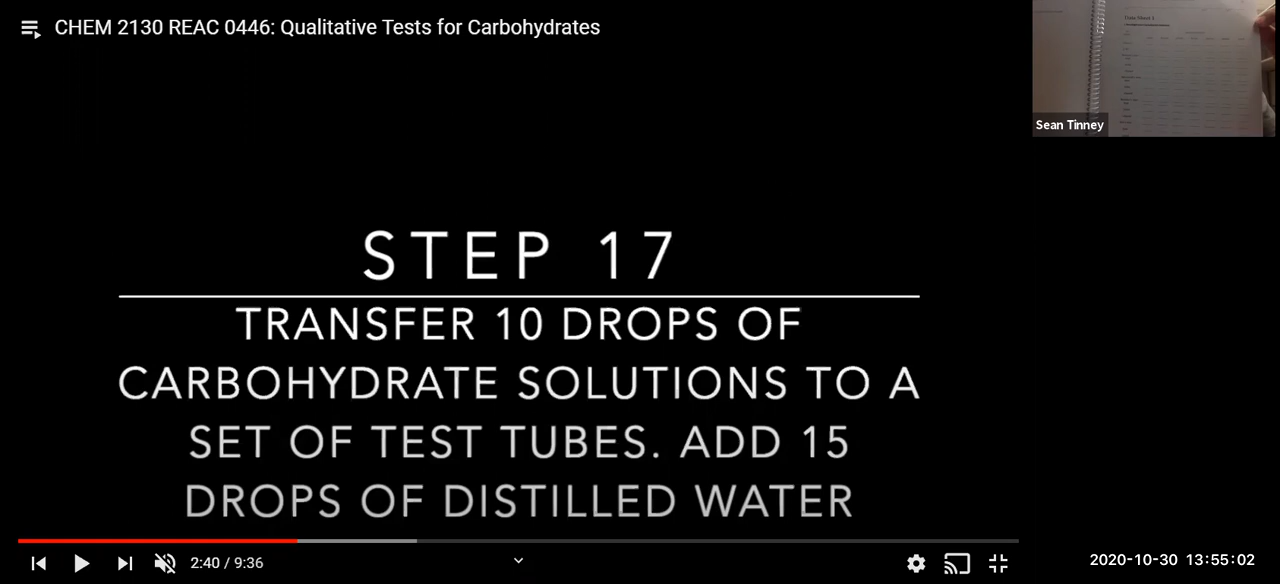 CHEM 2130 REAC 0446: Qualitative Tests for Carbohydrates
Sean Tinney
STEP 17
TRANSFER 10 DROPS OF
CARBOHYDRATE SOLUTIONS TO A
SET OF TEST TUBES. ADD 15
DROPS OF DISTILLED WATER
2:40 / 9:36
2020-10-30 13:55:02